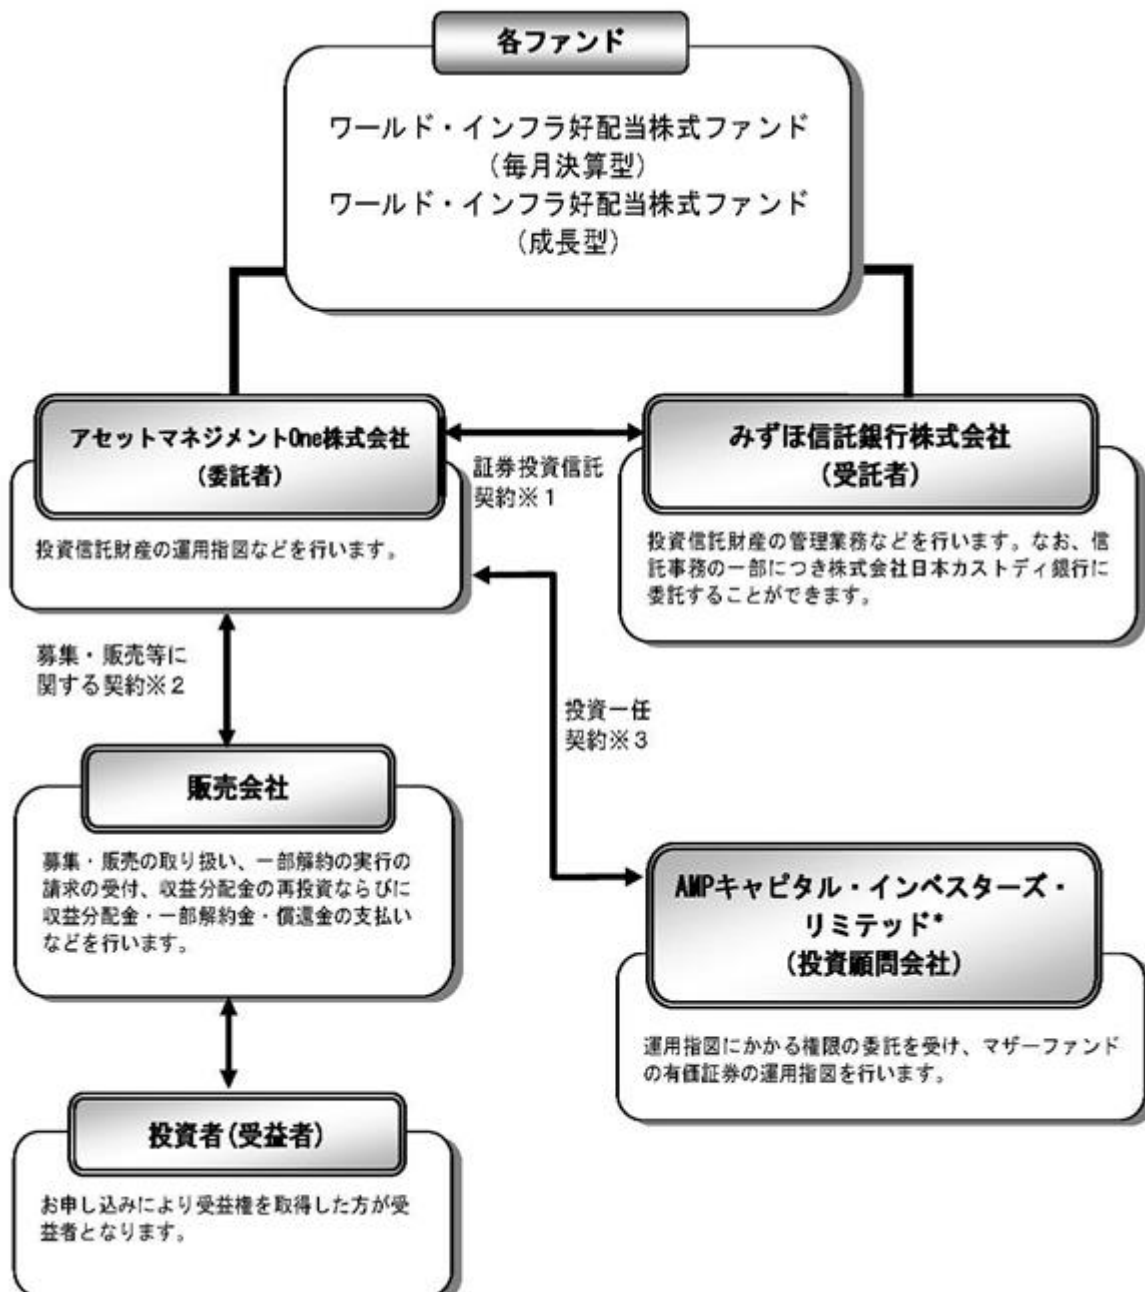 各ファンド
ワールド・インフラ好配当株式ファンド
（毎月決算型）
ワールド・インフラ好配当株式ファンド
（成長型）
アセットマネジメントOne株式会社
（委託者）
投資信託財産の運用指図などを行います。
証券投資信託
契約※１
みずほ信託銀行株式会社
（受託者）
投資信託財産の管理業務などを行います。なお、信
託事務の一部につき株式会社日本カストディ銀行に
委託することができます。
募集・販売等に
関する契約※２
投資一任
契約※３
販売会社
募集・販売の取り扱い、一部解約の実行の
請求の受付、収益分配金の再投資ならびに
収益分配金・一部解約金・償還金の支払い
などを行います。
AMPキャピタル・インベスターズ・
リミテッド*
（投資顧問会社）
運用指図にかかる権限の委託を受け、マザーファンド
の有価証券の運用指図を行います。
投資者(受益者)
お申し込みにより受益権を取得した方が受
益者となります。